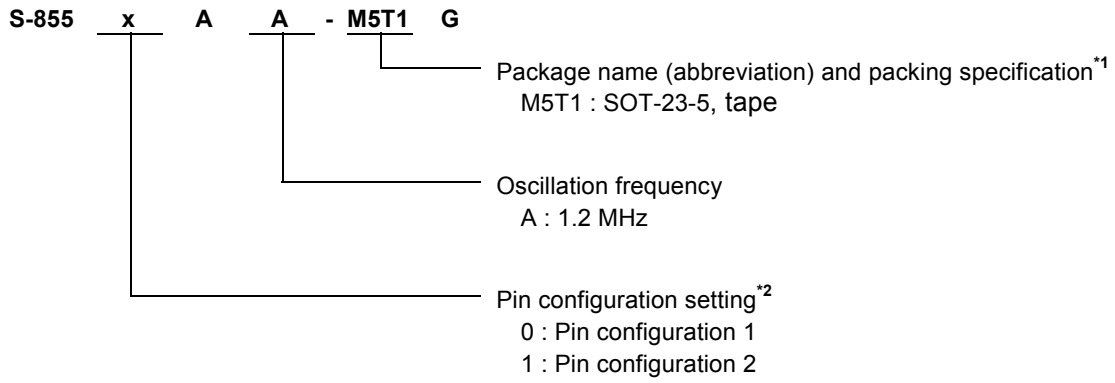 S-855 x A A - M5T1 G
Package name (abbreviation) and packing specification*1
M5T1 : SOT-23-5, tape
Oscillation frequency
A : 1.2 MHz
Pin configuration setting*2
0 : Pin configuration 1
1 : Pin configuration 2